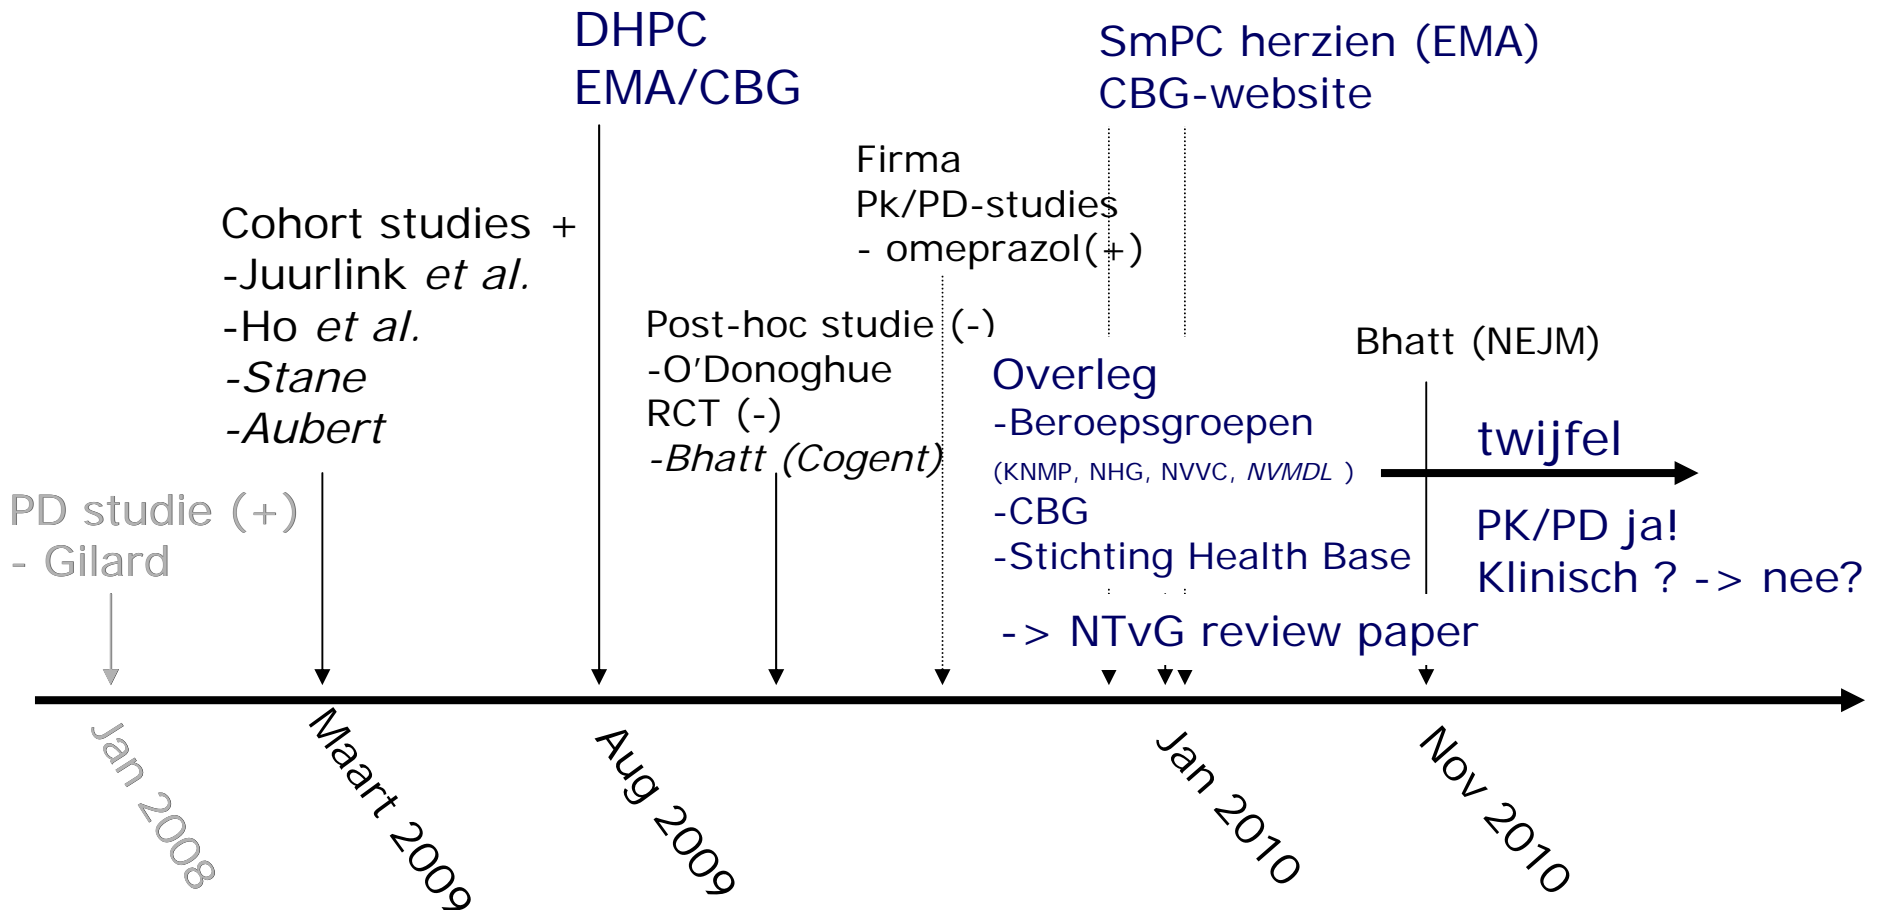 DHPC
EMA/CBG
SmPC herzien (EMA)
CBG-website
Firma
Pk/PD-studies
- omeprazol(+)
Cohort studies +
-Juurlink et al.
-Ho et al.
-Stane
-Aubert
Post-hoc studie (-)
-O'Donoghue
RCT (-)
-Bhatt (Cogent)
Overleg
-Beroepsgroepen
(KNMP, NHG, NVVC, NVMDL )
-CBG
-Stichting Health Base
-> NTvG review paper
Bhatt (NEJM)
twijfel
PK/PD ja!
Klinisch ? -> nee?
PD studie (+)
- Gilard
Jan 2008
Maart 2009
Aug 2009
Jan 2010
Nov 2010